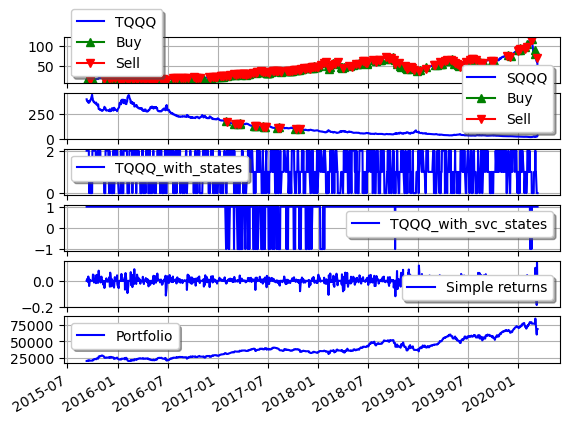 TQQQ
Buy
Sell
100
50
SQQQ
Buy
Sell
250
0
2
TQQQ_with_states
0
1
TQQQ_with_svc_states
−1
0.0
Simple returns
−0.2
75000
Portfolio
50000
25000
2015-07
2016-01
2016-07
2017-01
2017-07
2018-01
2018-07
2019-01
2019-07
2020-01